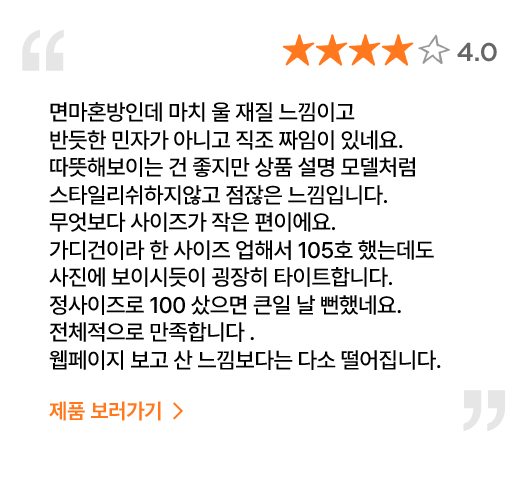 4.0
면마혼방인데 마치 울 재질 느낌이고
반듯한 민자가 아니고 직조 짜임이 있네요.
따뜻해보이는 건 좋지만 상품 설명 모델처럼
스타일리쉬하지않고 점잖은 느낌입니다.
무엇보다 사이즈가 작은 편이에요.
가디건이라 한 사이즈 업해서 105호 했는데도
사진에 보이시듯이 굉장히 타이트합니다.
정사이즈로 100 샀으면 큰일 날 뻔했네요.
전체적으로 만족합니다 .
웹페이지 보고 산 느낌보다는 다소 떨어집니다.
제품 보러가기 >